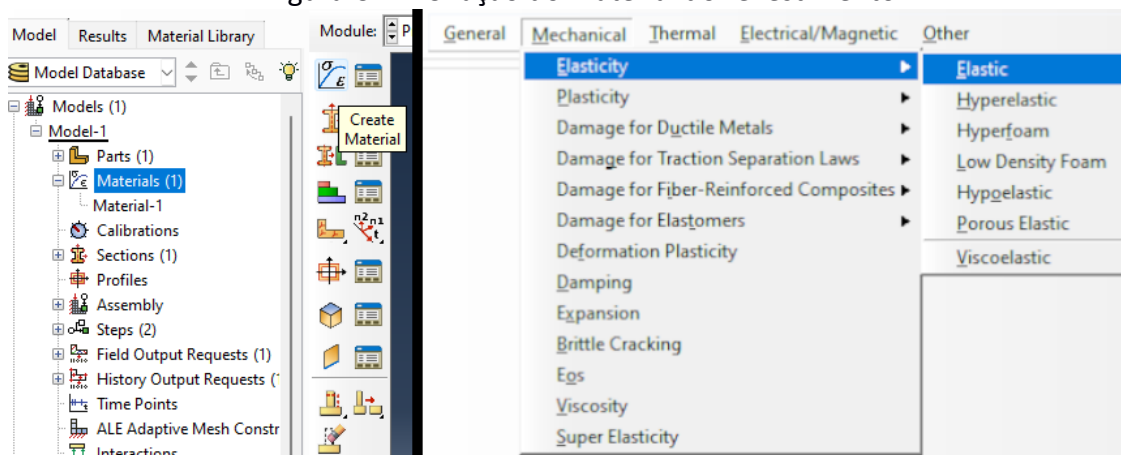 Model Results Material Library
Module: P
Model Database
Models (1)
Model-1
Parts (1)
Materials (1)
Material-1
Calibrations
Sections (1)
Profiles
Assembly
Steps (2)
Field Output Requests (1)
History Output Requests (
Time Points
ALE Adaptive Mesh Constr
Interactions
σ ε
Create
Material
n2 n1
t
General Mechanical Thermal Electrical/Magnetic Other
Elasticity
Plasticity
Damage for Ductile Metals
Damage for Traction Separation Laws
Damage for Fiber-Reinforced Composites
Damage for Elastomers
Deformation Plasticity
Damping
Expansion
Brittle Cracking
Eos
Viscosity
Super Elasticity
Elastic
Hyperelastic
Hyperfoam
Low Density Foam
Hypoelastic
Porous Elastic
Viscoelastic